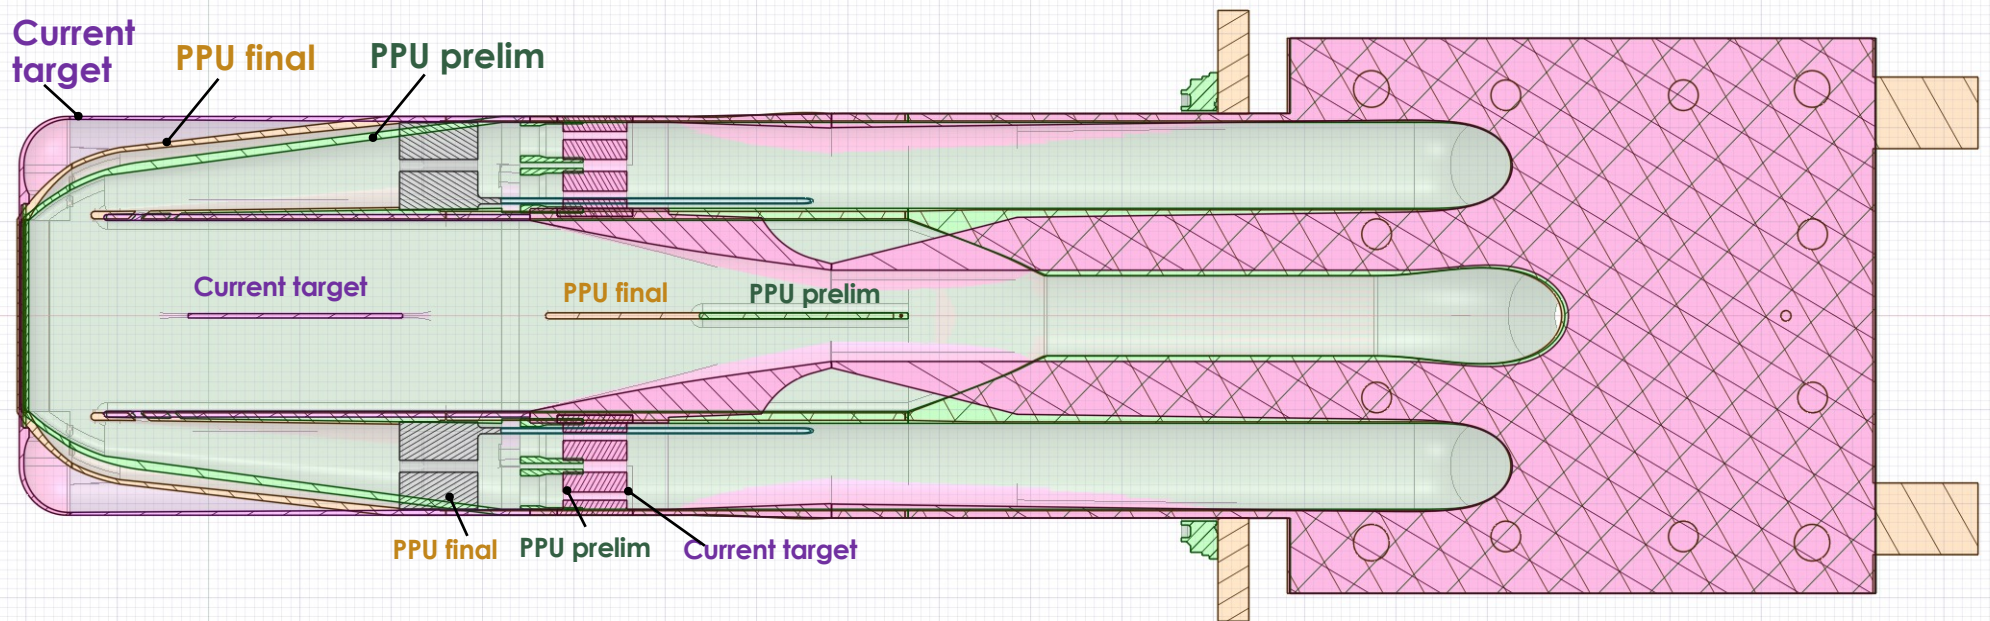 Current
target
PPU final
PPU prelim
Current target
PPU final
PPU prelim
PPU final
PPU prelim
Current target